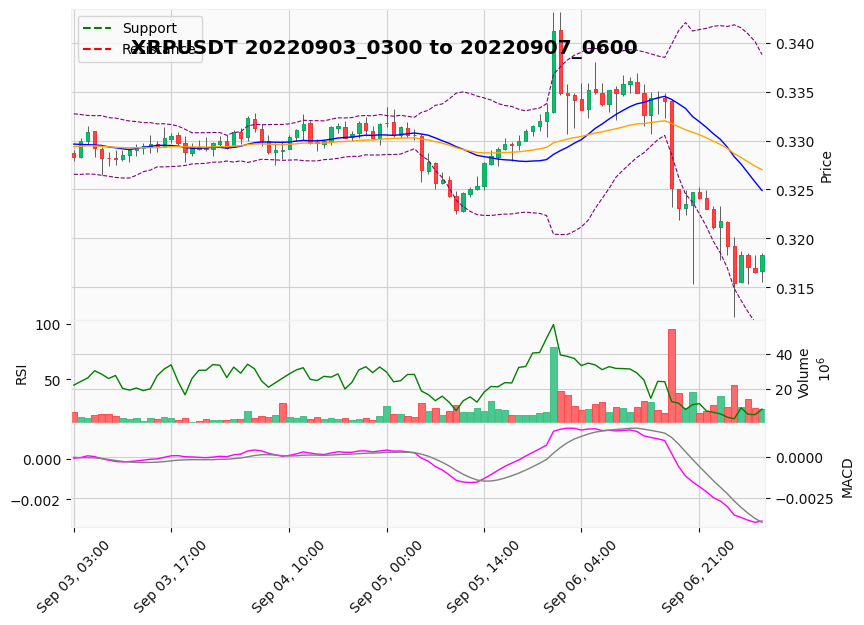 Support
Resistance
XRPUSDT 20220903_0300 to 20220907_0600
0.340
0.335
0.330
0.325
0.320
0.315
Price
100
50
RSI
40
20
Volume
10^6
0.000
−0.002
0.0000
−0.0025
MACD
Sep 03, 03:00
Sep 03, 17:00
Sep 04, 10:00
Sep 05, 00:00
Sep 05, 14:00
Sep 06, 04:00
Sep 06, 21:00